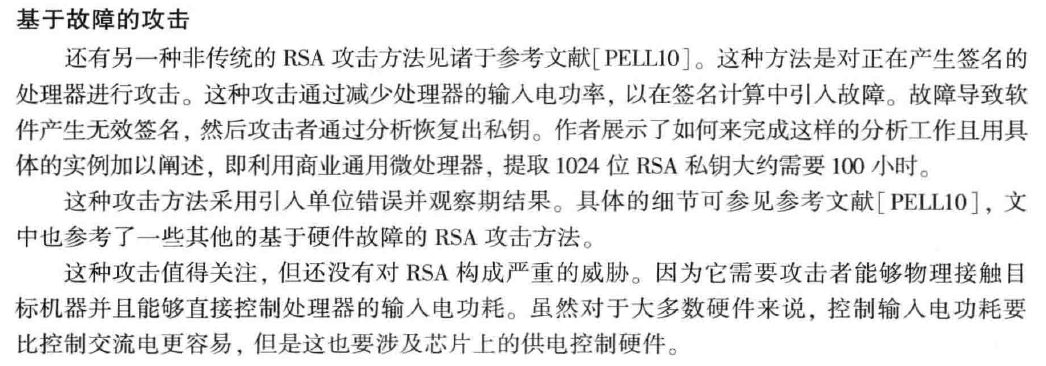 基于故障的攻击
还有另一种非传统的 RSA 攻击方法见诸于参考文献[PELL10]。这种方法是对正在产生签名的
处理器进行攻击。这种攻击通过减少处理器的输入电功率，以在签名计算中引入故障。故障导致软
件产生无效签名，然后攻击者通过分析恢复出私钥。作者展示了如何来完成这样的分析工作且用具
体的实例加以阐述，即利用商业通用微处理器，提取 1024 位 RSA 私钥大约需要 100 小时。
这种攻击方法采用引入单位错误并观察期结果。具体的细节可参见参考文献[PELL10]，文
中也参考了一些其他的基于硬件故障的 RSA 攻击方法。
这种攻击值得关注，但还没有对 RSA 构成严重的威胁。因为它需要攻击者能够物理接触目
标机器并且能够直接控制处理器的输入电功耗。虽然对于大多数硬件来说，控制输入电功耗要
比控制交流电更容易，但是这也要涉及芯片上的供电控制硬件。